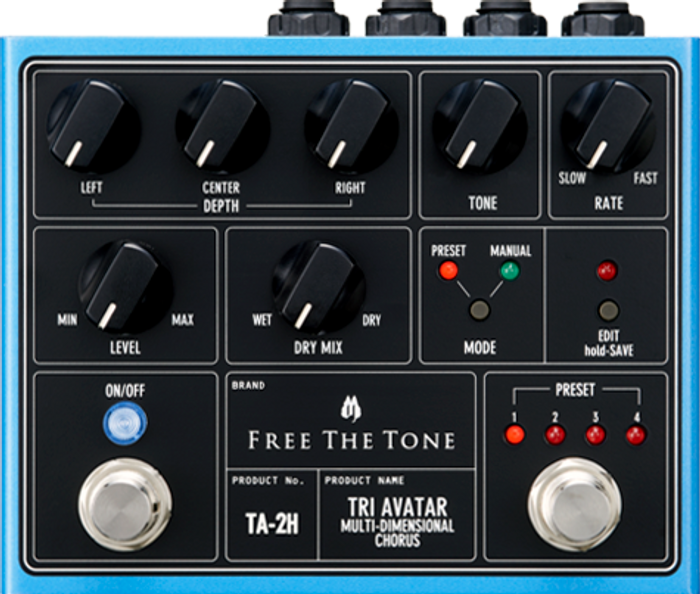 LEFT
CENTER
RIGHT
DEPTH
TONE
SLOW
FAST
RATE
MIN
MAX
LEVEL
WET
DRY
DRY MIX
PRESET
MANUAL
MODE
EDIT
hold-SAVE
ON/OFF
BRAND
FREE THE TONE
PRODUCT No.
TA-2H
PRODUCT NAME
TRI AVATAR
MULTI-DIMENSIONAL
CHORUS
PRESET
1 2 3 4